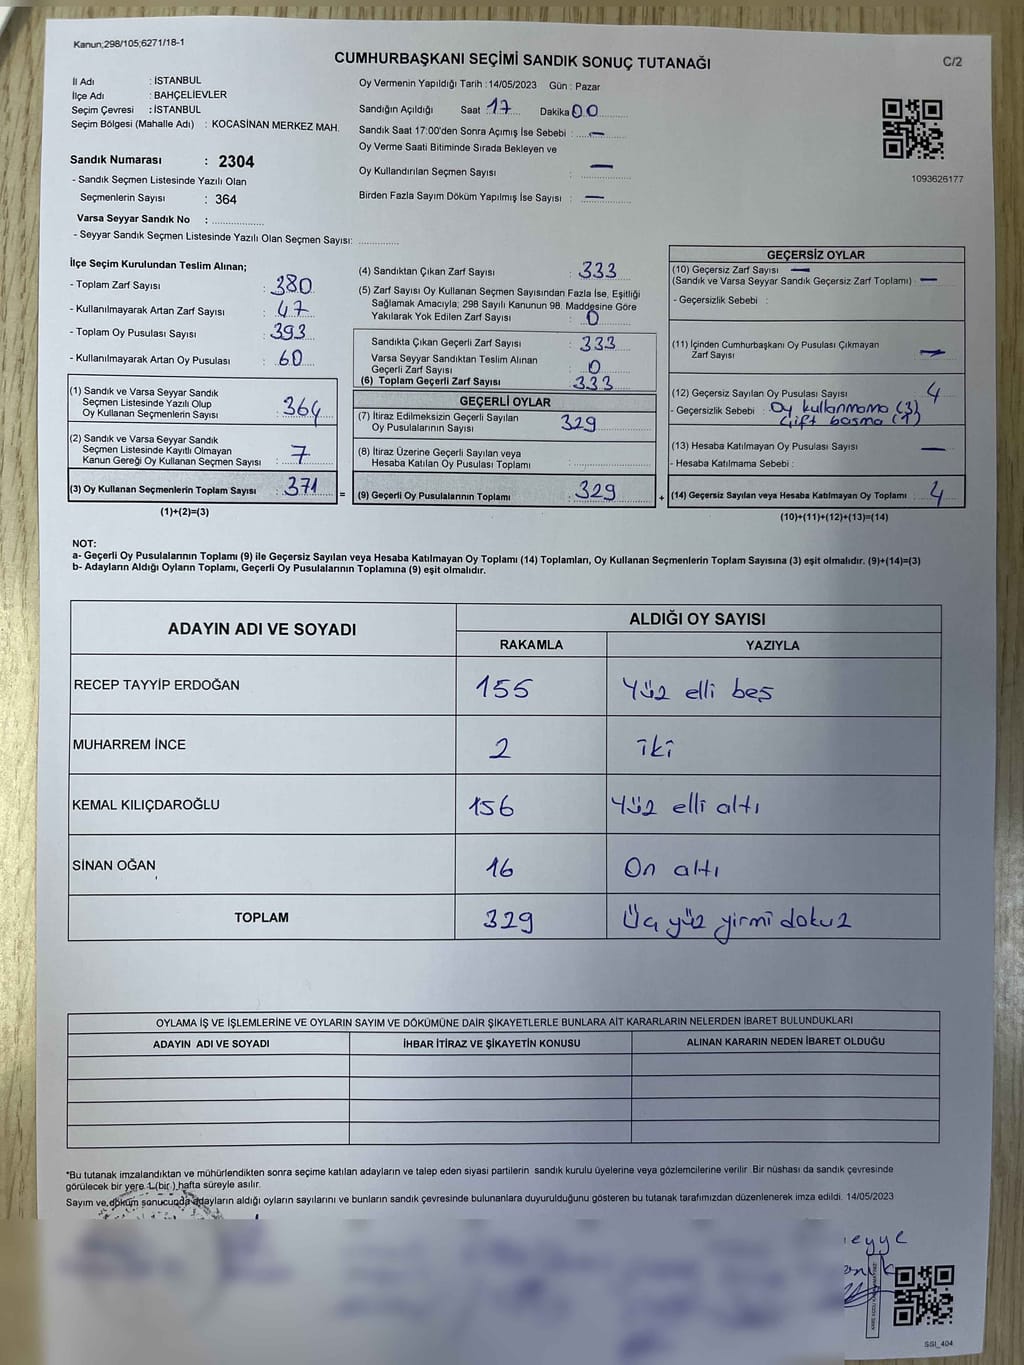 Kanun;298/105;6271/18-1
CUMHURBAŞKANI SEÇİMİ SANDIK SONUÇ TUTANAĞI
C/2
İl Adı : İSTANBUL
İlçe Adı : BAHÇELİEVLER
Seçim Çevresi : İSTANBUL
Seçim Bölgesi (Mahalle Adı) : KOCASİNAN MERKEZ MAH.
Sandık Numarası : 2304
- Sandık Seçmen Listesinde Yazılı Olan
Seçmenlerin Sayısı : 364
Varsa Seyyar Sandık No :
- Seyyar Sandık Seçmen Listesinde Yazılı Olan Seçmen Sayısı:
Oy Vermenin Yapıldığı Tarih :14/05/2023 Gün : Pazar
Sandığın Açıldığı Saat 17 Dakika 00
Sandık Saat 17:00'den Sonra Açımış İse Sebebi : —
Oy Verme Saati Bitiminde Sırada Bekleyen ve
Oy Kullandırılan Seçmen Sayısı : —
Birden Fazla Sayım Döküm Yapılmış İse Sayısı : —
1093626177
İlçe Seçim Kurulundan Teslim Alınan;
- Toplam Zarf Sayısı : 380
- Kullanılmayarak Artan Zarf Sayısı : 47
- Toplam Oy Pusulası Sayısı : 393
- Kullanılmayarak Artan Oy Pusulası : 60
(1) Sandık ve Varsa Seyyar Sandık
Seçmen Listesinde Yazılı Olup
Oy Kullanan Seçmenlerin Sayısı : 364
(2) Sandık ve Varsa Seyyar Sandık
Seçmen Listesinde Kayıtlı Olmayan
Kanun Gereği Oy Kullanan Seçmen Sayısı : 7
(3) Oy Kullanan Seçmenlerin Toplam Sayısı : 371 =
(1)+(2)=(3)
(4) Sandıktan Çıkan Zarf Sayısı : 333
(5) Zarf Sayısı Oy Kullanan Seçmen Sayısından Fazla İse, Eşitliği
Sağlamak Amacıyla; 298 Sayılı Kanunun 98. Maddesine Göre
Yakılarak Yok Edilen Zarf Sayısı : 0
Sandıkta Çıkan Geçerli Zarf Sayısı : 333
Varsa Seyyar Sandıktan Teslim Alınan
Geçerli Zarf Sayısı : 0
(6) Toplam Geçerli Zarf Sayısı 333
GEÇERLİ OYLAR
(7) İtiraz Edilmeksizin Geçerli Sayılan
Oy Pusulalarının Sayısı : 329
(8) İtiraz Üzerine Geçerli Sayılan veya
Hesaba Katılan Oy Pusulası Toplamı :
(9) Geçerli Oy Pusulalarının Toplamı : 329 +
GEÇERSİZ OYLAR
(10) Geçersiz Zarf Sayısı —
(Sandık ve Varsa Seyyar Sandık Geçersiz Zarf Toplamı) : —
- Geçersizlik Sebebi :
(11) İçinden Cumhurbaşkanı Oy Pusulası Çıkmayan
Zarf Sayısı —
(12) Geçersiz Sayılan Oy Pusulası Sayısı : 4
- Geçersizlik Sebebi : Oy kullanmama (3)
Çift basma (1)
(13) Hesaba Katılmayan Oy Pusulası Sayısı : —
- Hesaba Katılmama Sebebi :
(14) Geçersiz Sayılan veya Hesaba Katılmayan Oy Toplamı : 4
(10)+(11)+(12)+(13)=(14)
NOT:
a- Geçerli Oy Pusulalarının Toplamı (9) ile Geçersiz Sayılan veya Hesaba Katılmayan Oy Toplamı (14) Toplamları, Oy Kullanan Seçmenlerin Toplam Sayısına (3) eşit olmalıdır. (9)+(14)=(3)
b- Adayların Aldığı Oyların Toplamı, Geçerli Oy Pusulalarının Toplamına (9) eşit olmalıdır.
ADAYIN ADI VE SOYADI
ALDIĞI OY SAYISI
RAKAMLA YAZIYLA
RECEP TAYYİP ERDOĞAN 155 Yüz elli beş
MUHARREM İNCE 2 iki
KEMAL KILIÇDAROĞLU 156 Yüz elli altı
SİNAN OĞAN 16 On altı
TOPLAM 329 Üç yüz yirmi dokuz
OYLAMA İŞ VE İŞLEMLERİNE VE OYLARIN SAYIM VE DÖKÜMÜNE DAİR ŞİKAYETLERLE BUNLARA AİT KARARLARIN NELERDEN İBARET BULUNDUKLARI
ADAYIN ADI VE SOYADI İHBAR İTİRAZ VE ŞİKAYETİN KONUSU ALINAN KARARIN NEDEN İBARET OLDUĞU
*Bu tutanak imzalandıktan ve mühürlendikten sonra seçime katılan adayların ve talep eden siyasi partilerin sandık kurulu üyelerine veya gözlemcilerine verilir .Bir nüshası da sandık çevresinde
görülecek bir yere 1.(bir ) hafta süreyle asılır.
Sayım ve döküm sonucunda adayların aldığı oyların sayılarını ve bunların sandık çevresinde bulunanlara duyurulduğunu gösteren bu tutanak tarafımızdan düzenlenerek imza edildi. 14/05/2023
SGI_404